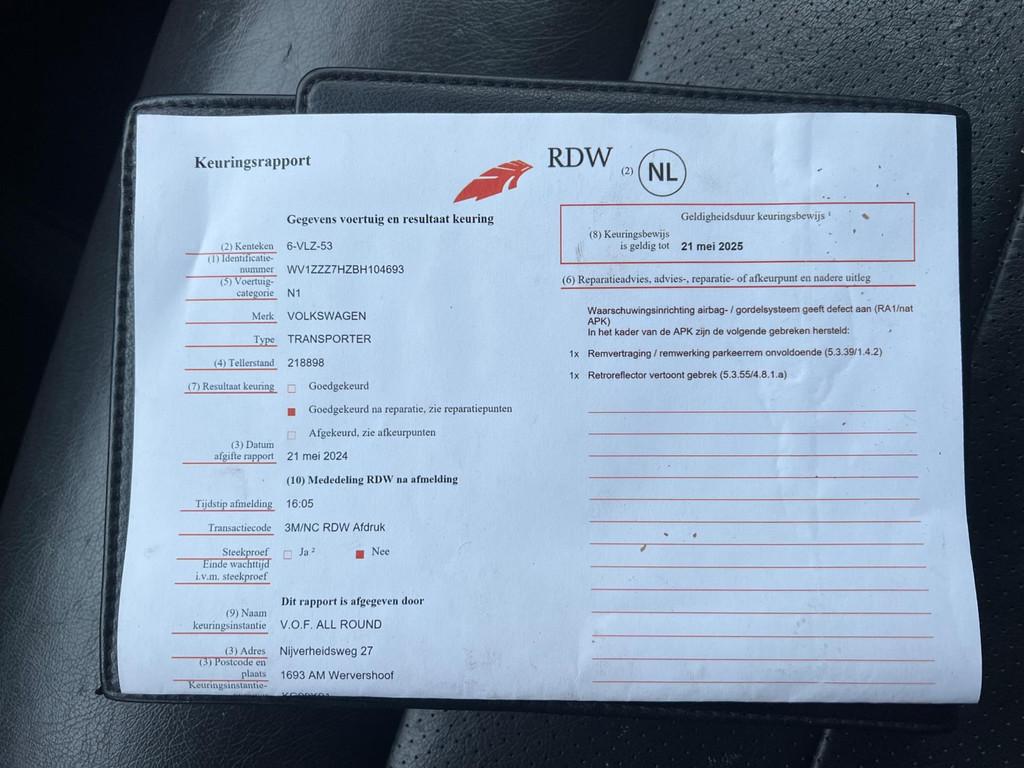 Keuringsrapport
RDW (2) NL
Gegevens voertuig en resultaat keuring
(2) Kenteken 6-VLZ-53
(1) Identificatie-
nummer WV1ZZZ7HZBH104693
(5) Voertuig-
categorie N1
Merk VOLKSWAGEN
Type TRANSPORTER
(4) Tellerstand 218898
(7) Resultaat keuring Goedgekeurd
Goedgekeurd na reparatie, zie reparatiepunten
Afgekeurd, zie afkeurpunten
(3) Datum
afgifte rapport 21 mei 2024
(10) Mededeling RDW na afmelding
Tijdstip afmelding 16:05
Transactiecode 3M/NC RDW Afdruk
Steekproef Ja ² Nee
Einde wachttijd
i.v.m. steekproef
Dit rapport is afgegeven door
(9) Naam
keuringsinstantie V.O.F. ALL ROUND
(3) Adres Nijverheidsweg 27
(3) Postcode en
plaats 1693 AM Wervershoof
Keuringsinstantie-
Geldigheidsduur keuringsbewijs ¹
(8) Keuringsbewijs
is geldig tot 21 mei 2025
(6) Reparatieadvies, advies-, reparatie- of afkeurpunt en nadere uitleg
Waarschuwingsinrichting airbag- / gordelsysteem geeft defect aan (RA1/nat
APK)
In het kader van de APK zijn de volgende gebreken hersteld:
1x Remvertraging / remwerking parkeerrem onvoldoende (5.3.39/1.4.2)
1x Retroreflector vertoont gebrek (5.3.55/4.8.1.a)